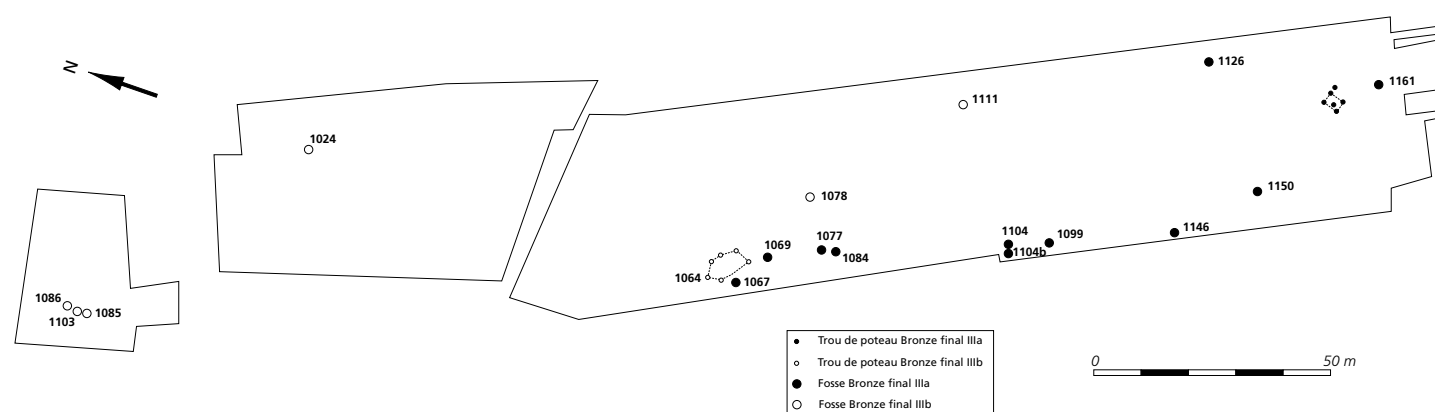 N
1024
1086
1103
1085
1126
1161
1111
1078
1150
1077
1084
1069
1064
1067
1104
1104b
1099
1146
Trou de poteau Bronze final IIIa
Trou de poteau Bronze final IIIb
Fosse Bronze final IIIa
Fosse Bronze final IIIb
0 50 m